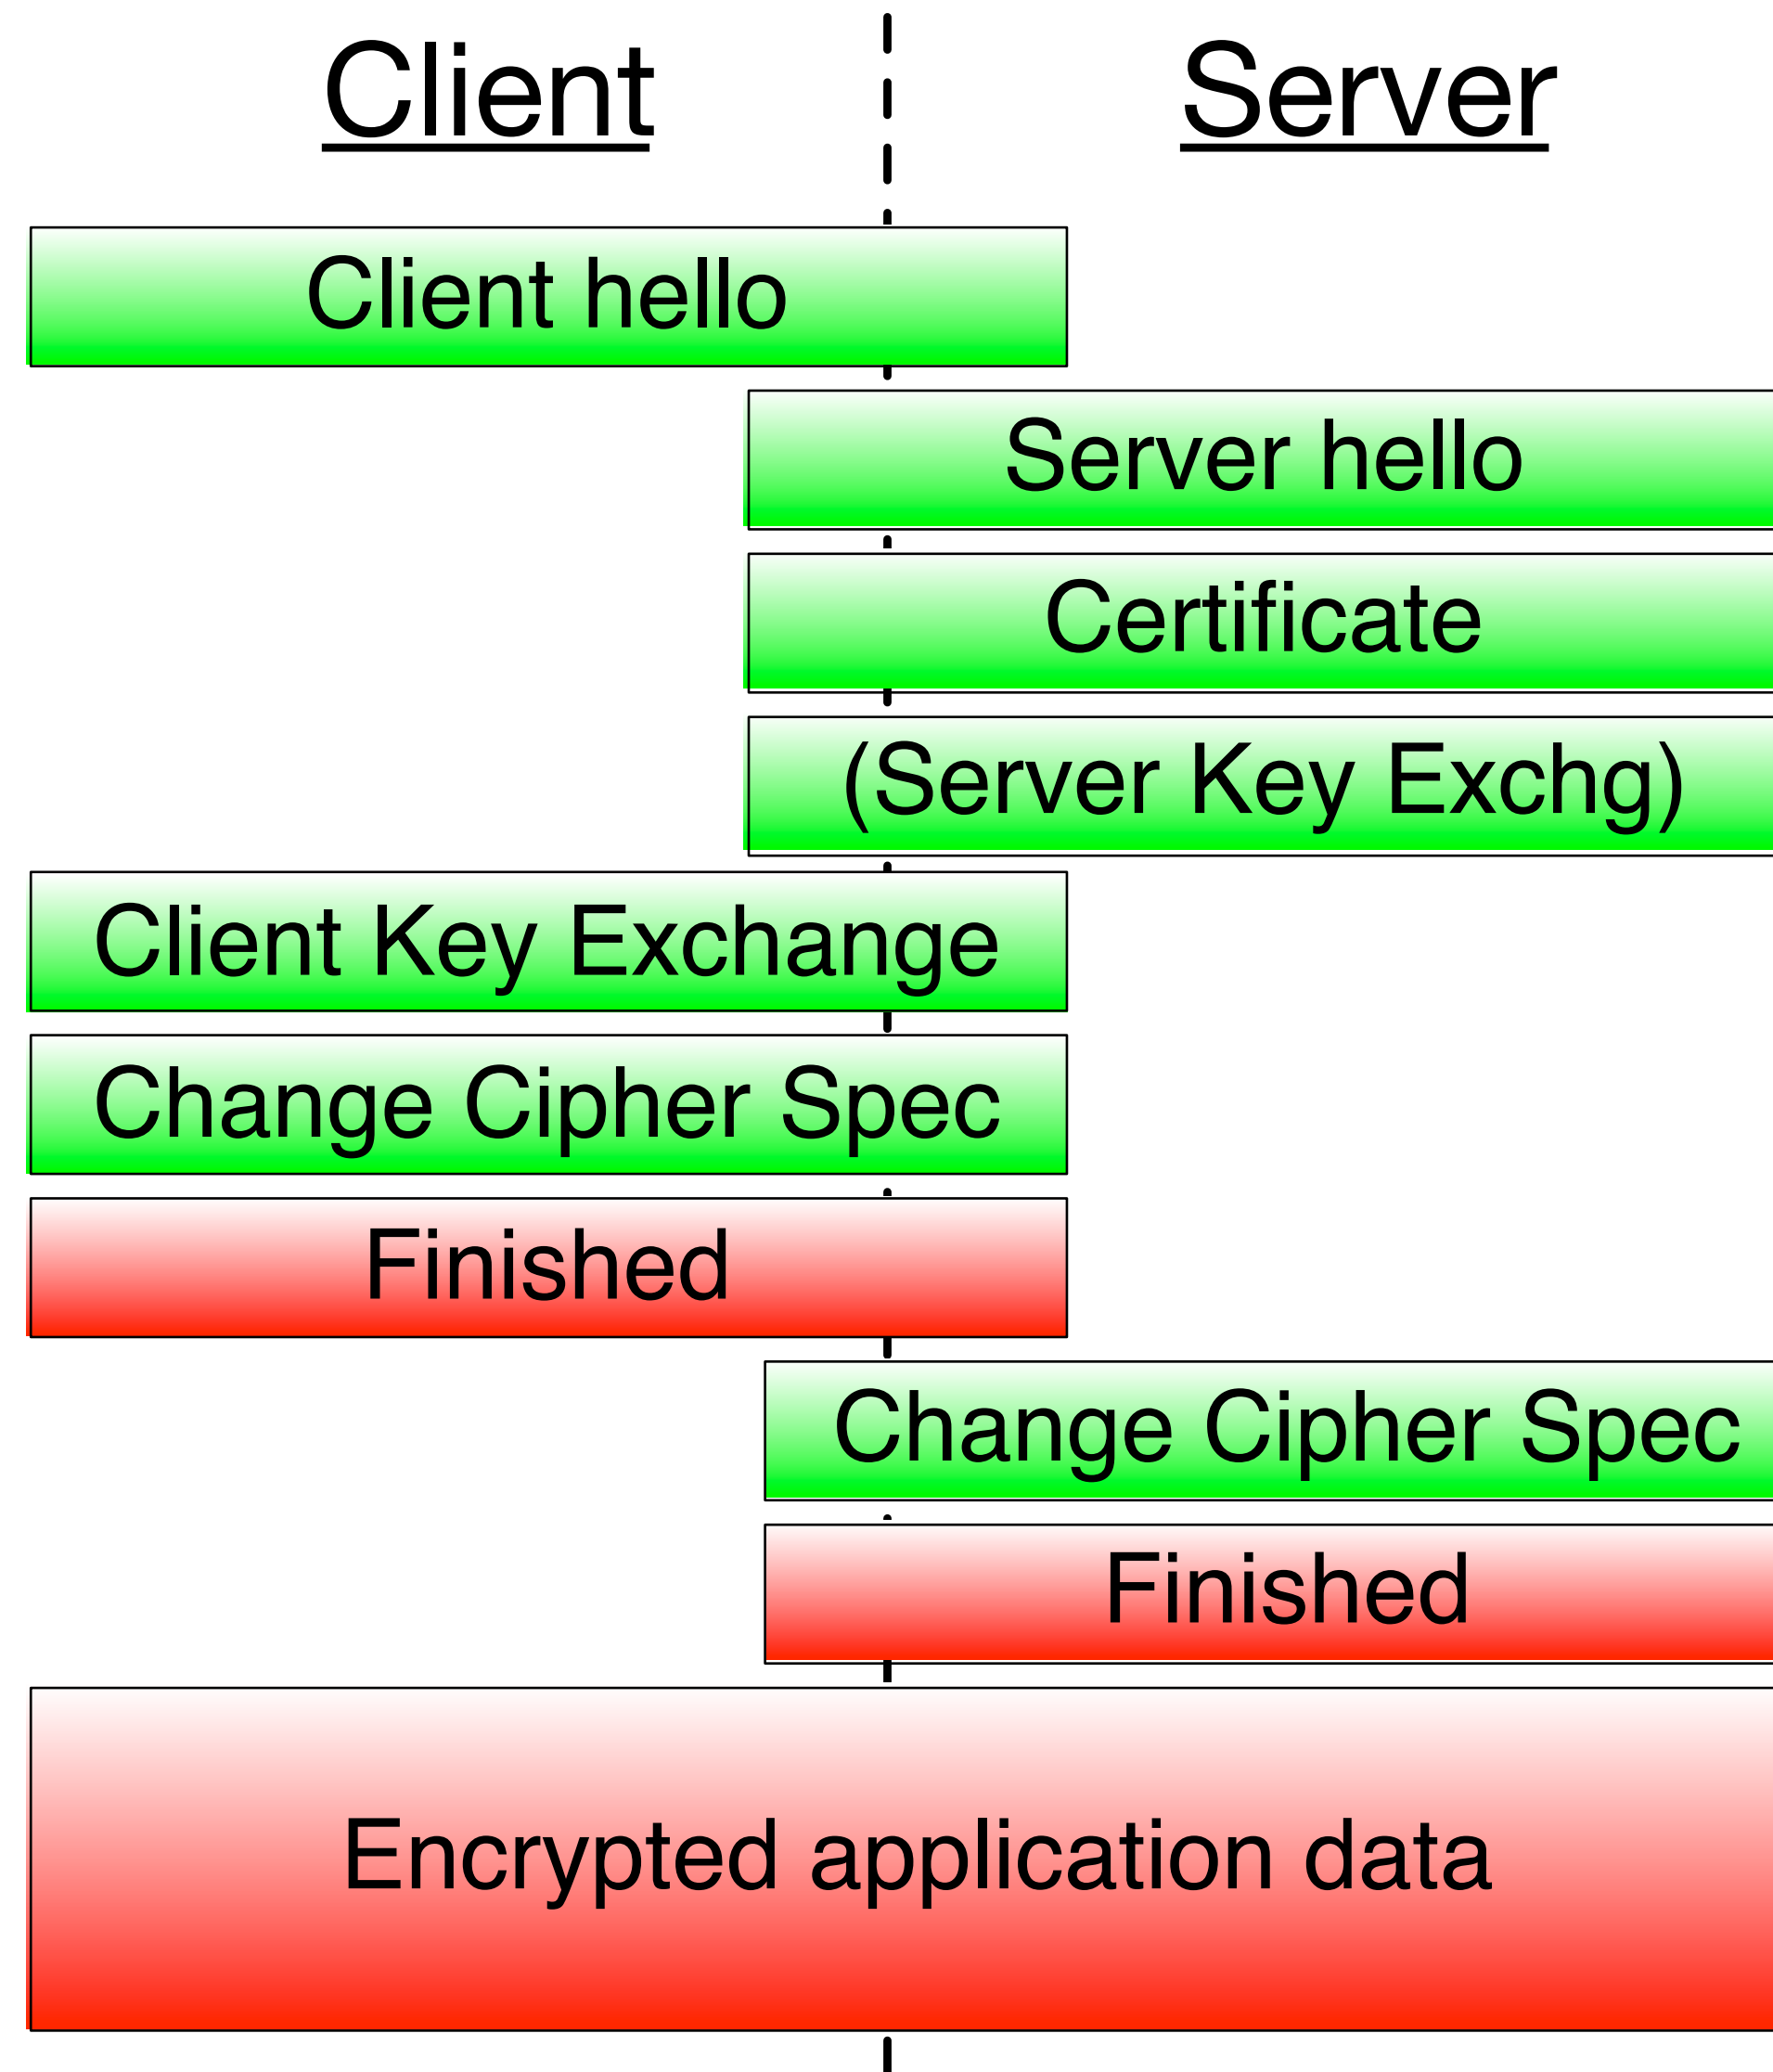 Client
Server
Client hello
Server hello
Certificate
(Server Key Exchg)
Client Key Exchange
Change Cipher Spec
Finished
Change Cipher Spec
Finished
Encrypted application data